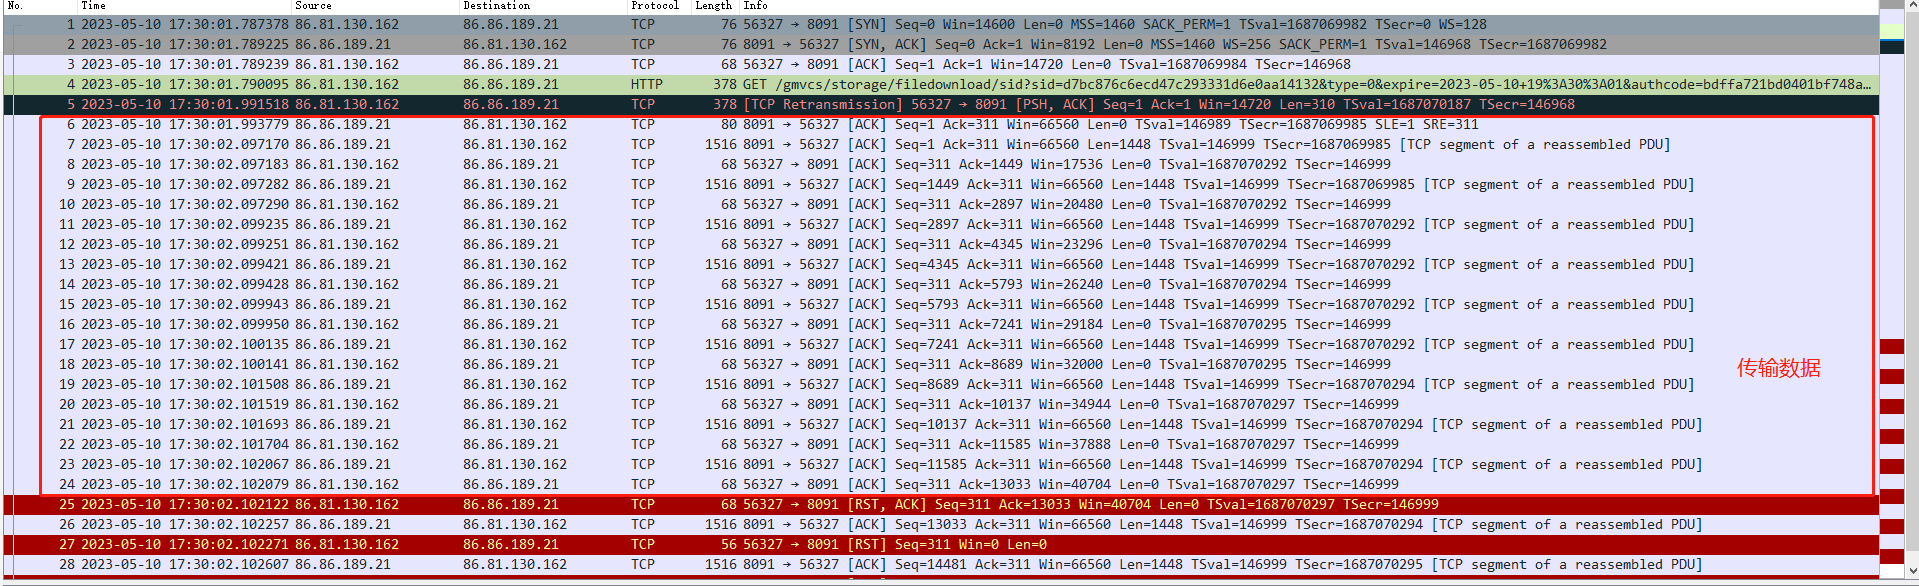 No. Time Source Destination Protocol Length Info
1 2023-05-10 17:30:01.787378 86.81.130.162 86.86.189.21 TCP 76 56327 → 8091 [SYN] Seq=0 Win=14600 Len=0 MSS=1460 SACK_PERM=1 TSval=1687069982 TSecr=0 WS=128
2 2023-05-10 17:30:01.789225 86.86.189.21 86.81.130.162 TCP 76 8091 → 56327 [SYN, ACK] Seq=0 Ack=1 Win=8192 Len=0 MSS=1460 WS=256 SACK_PERM=1 TSval=146968 TSecr=1687069982
3 2023-05-10 17:30:01.789239 86.81.130.162 86.86.189.21 TCP 68 56327 → 8091 [ACK] Seq=1 Ack=1 Win=14720 Len=0 TSval=1687069984 TSecr=146968
4 2023-05-10 17:30:01.790095 86.81.130.162 86.86.189.21 HTTP 378 GET /gmvcs/storage/filedownload/sid?sid=d7bc876c6ecd47c293331d6e0aa14132&type=0&expire=2023-05-10+19%3A30%3A01&authcode=bdffa721bd0401bf748a…
5 2023-05-10 17:30:01.991518 86.81.130.162 86.86.189.21 TCP 378 [TCP Retransmission] 56327 → 8091 [PSH, ACK] Seq=1 Ack=1 Win=14720 Len=310 TSval=1687070187 TSecr=146968
6 2023-05-10 17:30:01.993779 86.86.189.21 86.81.130.162 TCP 80 8091 → 56327 [ACK] Seq=1 Ack=311 Win=66560 Len=0 TSval=146989 TSecr=1687069985 SLE=1 SRE=311
7 2023-05-10 17:30:02.097170 86.86.189.21 86.81.130.162 TCP 1516 8091 → 56327 [ACK] Seq=1 Ack=311 Win=66560 Len=1448 TSval=146999 TSecr=1687069985 [TCP segment of a reassembled PDU]
8 2023-05-10 17:30:02.097183 86.81.130.162 86.86.189.21 TCP 68 56327 → 8091 [ACK] Seq=311 Ack=1449 Win=17536 Len=0 TSval=1687070292 TSecr=146999
9 2023-05-10 17:30:02.097282 86.86.189.21 86.81.130.162 TCP 1516 8091 → 56327 [ACK] Seq=1449 Ack=311 Win=66560 Len=1448 TSval=146999 TSecr=1687069985 [TCP segment of a reassembled PDU]
10 2023-05-10 17:30:02.097290 86.81.130.162 86.86.189.21 TCP 68 56327 → 8091 [ACK] Seq=311 Ack=2897 Win=20480 Len=0 TSval=1687070292 TSecr=146999
11 2023-05-10 17:30:02.099235 86.86.189.21 86.81.130.162 TCP 1516 8091 → 56327 [ACK] Seq=2897 Ack=311 Win=66560 Len=1448 TSval=146999 TSecr=1687070292 [TCP segment of a reassembled PDU]
12 2023-05-10 17:30:02.099251 86.81.130.162 86.86.189.21 TCP 68 56327 → 8091 [ACK] Seq=311 Ack=4345 Win=23296 Len=0 TSval=1687070294 TSecr=146999
13 2023-05-10 17:30:02.099421 86.86.189.21 86.81.130.162 TCP 1516 8091 → 56327 [ACK] Seq=4345 Ack=311 Win=66560 Len=1448 TSval=146999 TSecr=1687070292 [TCP segment of a reassembled PDU]
14 2023-05-10 17:30:02.099428 86.81.130.162 86.86.189.21 TCP 68 56327 → 8091 [ACK] Seq=311 Ack=5793 Win=26240 Len=0 TSval=1687070294 TSecr=146999
15 2023-05-10 17:30:02.099943 86.86.189.21 86.81.130.162 TCP 1516 8091 → 56327 [ACK] Seq=5793 Ack=311 Win=66560 Len=1448 TSval=146999 TSecr=1687070292 [TCP segment of a reassembled PDU]
16 2023-05-10 17:30:02.099950 86.81.130.162 86.86.189.21 TCP 68 56327 → 8091 [ACK] Seq=311 Ack=7241 Win=29184 Len=0 TSval=1687070295 TSecr=146999
17 2023-05-10 17:30:02.100135 86.86.189.21 86.81.130.162 TCP 1516 8091 → 56327 [ACK] Seq=7241 Ack=311 Win=66560 Len=1448 TSval=146999 TSecr=1687070292 [TCP segment of a reassembled PDU]
18 2023-05-10 17:30:02.100141 86.81.130.162 86.86.189.21 TCP 68 56327 → 8091 [ACK] Seq=311 Ack=8689 Win=32000 Len=0 TSval=1687070295 TSecr=146999
传输数据
19 2023-05-10 17:30:02.101508 86.86.189.21 86.81.130.162 TCP 1516 8091 → 56327 [ACK] Seq=8689 Ack=311 Win=66560 Len=1448 TSval=146999 TSecr=1687070294 [TCP segment of a reassembled PDU]
20 2023-05-10 17:30:02.101519 86.81.130.162 86.86.189.21 TCP 68 56327 → 8091 [ACK] Seq=311 Ack=10137 Win=34944 Len=0 TSval=1687070297 TSecr=146999
21 2023-05-10 17:30:02.101693 86.86.189.21 86.81.130.162 TCP 1516 8091 → 56327 [ACK] Seq=10137 Ack=311 Win=66560 Len=1448 TSval=146999 TSecr=1687070294 [TCP segment of a reassembled PDU]
22 2023-05-10 17:30:02.101704 86.81.130.162 86.86.189.21 TCP 68 56327 → 8091 [ACK] Seq=311 Ack=11585 Win=37888 Len=0 TSval=1687070297 TSecr=146999
23 2023-05-10 17:30:02.102067 86.86.189.21 86.81.130.162 TCP 1516 8091 → 56327 [ACK] Seq=11585 Ack=311 Win=66560 Len=1448 TSval=146999 TSecr=1687070294 [TCP segment of a reassembled PDU]
24 2023-05-10 17:30:02.102079 86.81.130.162 86.86.189.21 TCP 68 56327 → 8091 [ACK] Seq=311 Ack=13033 Win=40704 Len=0 TSval=1687070297 TSecr=146999
25 2023-05-10 17:30:02.102122 86.81.130.162 86.86.189.21 TCP 68 56327 → 8091 [RST, ACK] Seq=311 Ack=13033 Win=40704 Len=0 TSval=1687070297 TSecr=146999
26 2023-05-10 17:30:02.102257 86.86.189.21 86.81.130.162 TCP 1516 8091 → 56327 [ACK] Seq=13033 Ack=311 Win=66560 Len=1448 TSval=146999 TSecr=1687070294 [TCP segment of a reassembled PDU]
27 2023-05-10 17:30:02.102271 86.81.130.162 86.86.189.21 TCP 56 56327 → 8091 [RST] Seq=311 Win=0 Len=0
28 2023-05-10 17:30:02.102607 86.86.189.21 86.81.130.162 TCP 1516 8091 → 56327 [ACK] Seq=14481 Ack=311 Win=66560 Len=1448 TSval=146999 TSecr=1687070295 [TCP segment of a reassembled PDU]